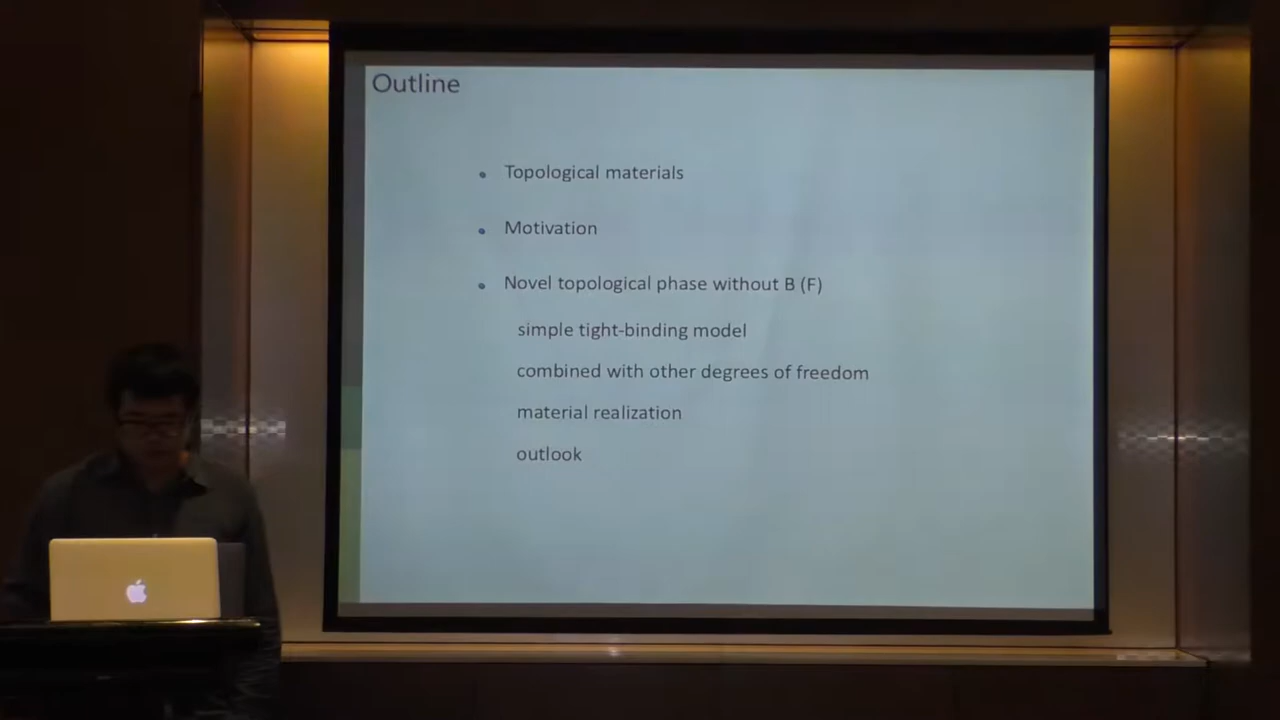 Outline
Topological materials
Motivation
Novel topological phase without B (F)
simple tight-binding model
combined with other degrees of freedom
material realization
outlook